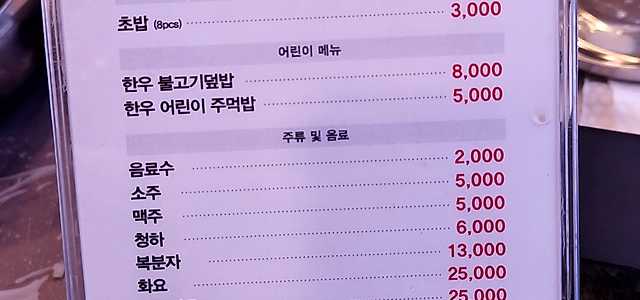 초밥 (8pcs) 3,000
어린이 메뉴
한우 불고기덮밥 8,000
한우 어린이 주먹밥 5,000
주류 및 음료
음료수 2,000
소주 5,000
맥주 5,000
청하 6,000
복분자 13,000
화요 25,000
25,000